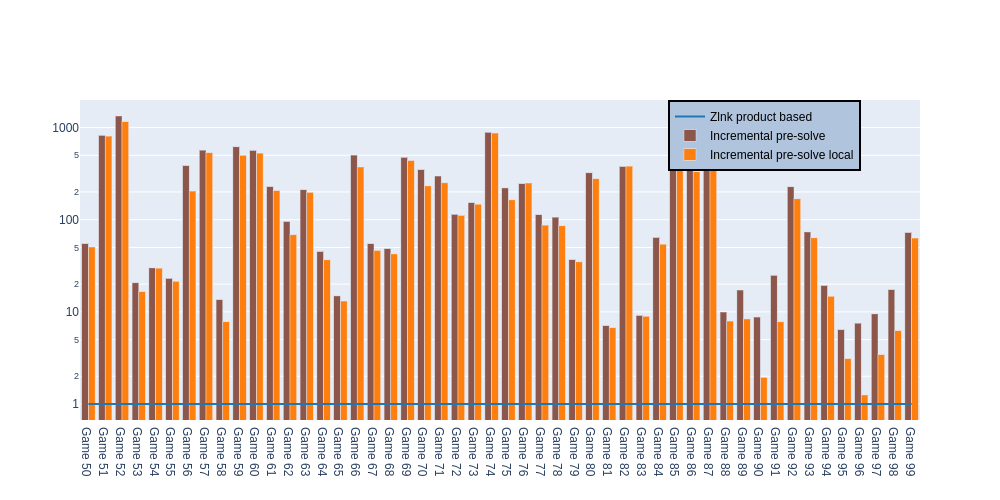 Zlnk product based
Incremental pre-solve
Incremental pre-solve local
1000
5
2
100
5
2
10
5
2
1
Game 50
Game 51
Game 52
Game 53
Game 54
Game 55
Game 56
Game 57
Game 58
Game 59
Game 60
Game 61
Game 62
Game 63
Game 64
Game 65
Game 66
Game 67
Game 68
Game 69
Game 70
Game 71
Game 72
Game 73
Game 74
Game 75
Game 76
Game 77
Game 78
Game 79
Game 80
Game 81
Game 82
Game 83
Game 84
Game 85
Game 86
Game 87
Game 88
Game 89
Game 90
Game 91
Game 92
Game 93
Game 94
Game 95
Game 96
Game 97
Game 98
Game 99